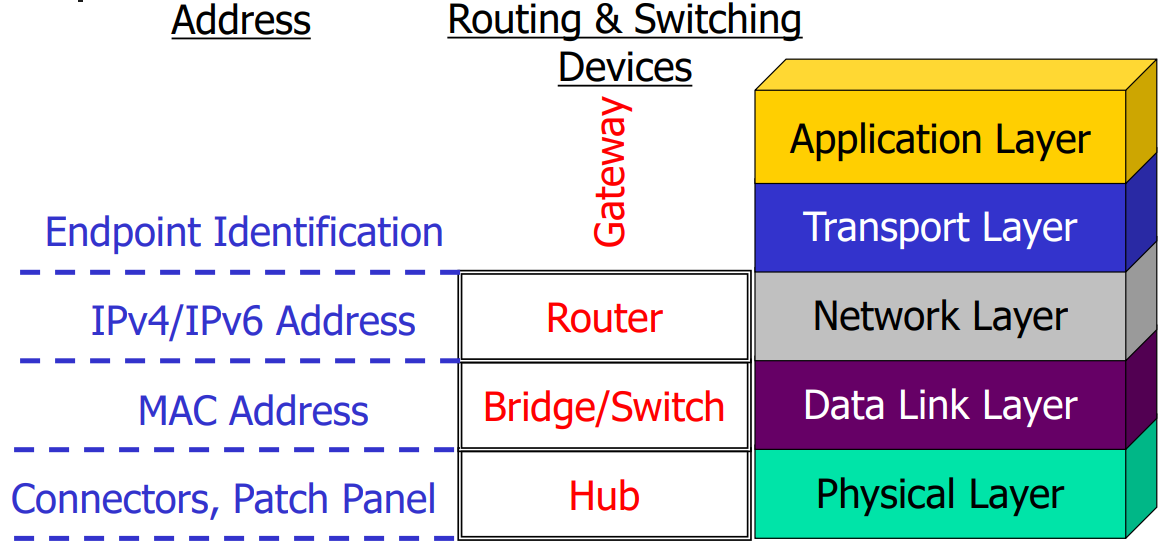 Address
Routing & Switching
Devices
Gateway
Application Layer
Endpoint Identification
Transport Layer
IPv4/IPv6 Address
Router
Network Layer
MAC Address
Bridge/Switch
Data Link Layer
Connectors, Patch Panel
Hub
Physical Layer